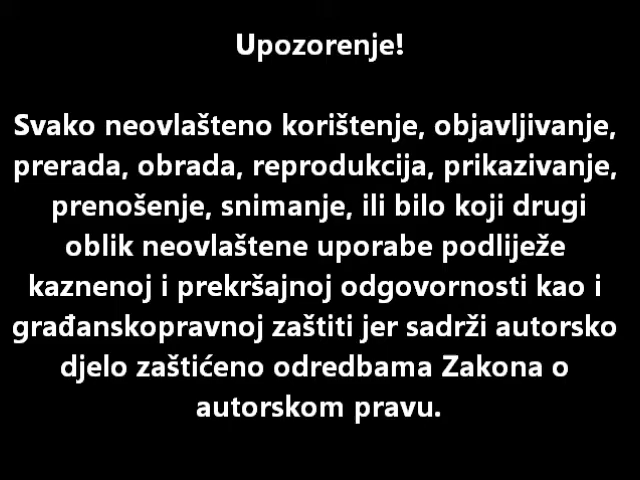 Upozorenje!
Svako neovlašteno korištenje, objavljivanje,
prerada, obrada, reprodukcija, prikazivanje,
prenošenje, snimanje, ili bilo koji drugi
oblik neovlaštene uporabe podliježe
kaznenoj i prekršajnoj odgovornosti kao i
građanskopravnoj zaštiti jer sadrži autorsko
djelo zaštićeno odredbama Zakona o
autorskom pravu.